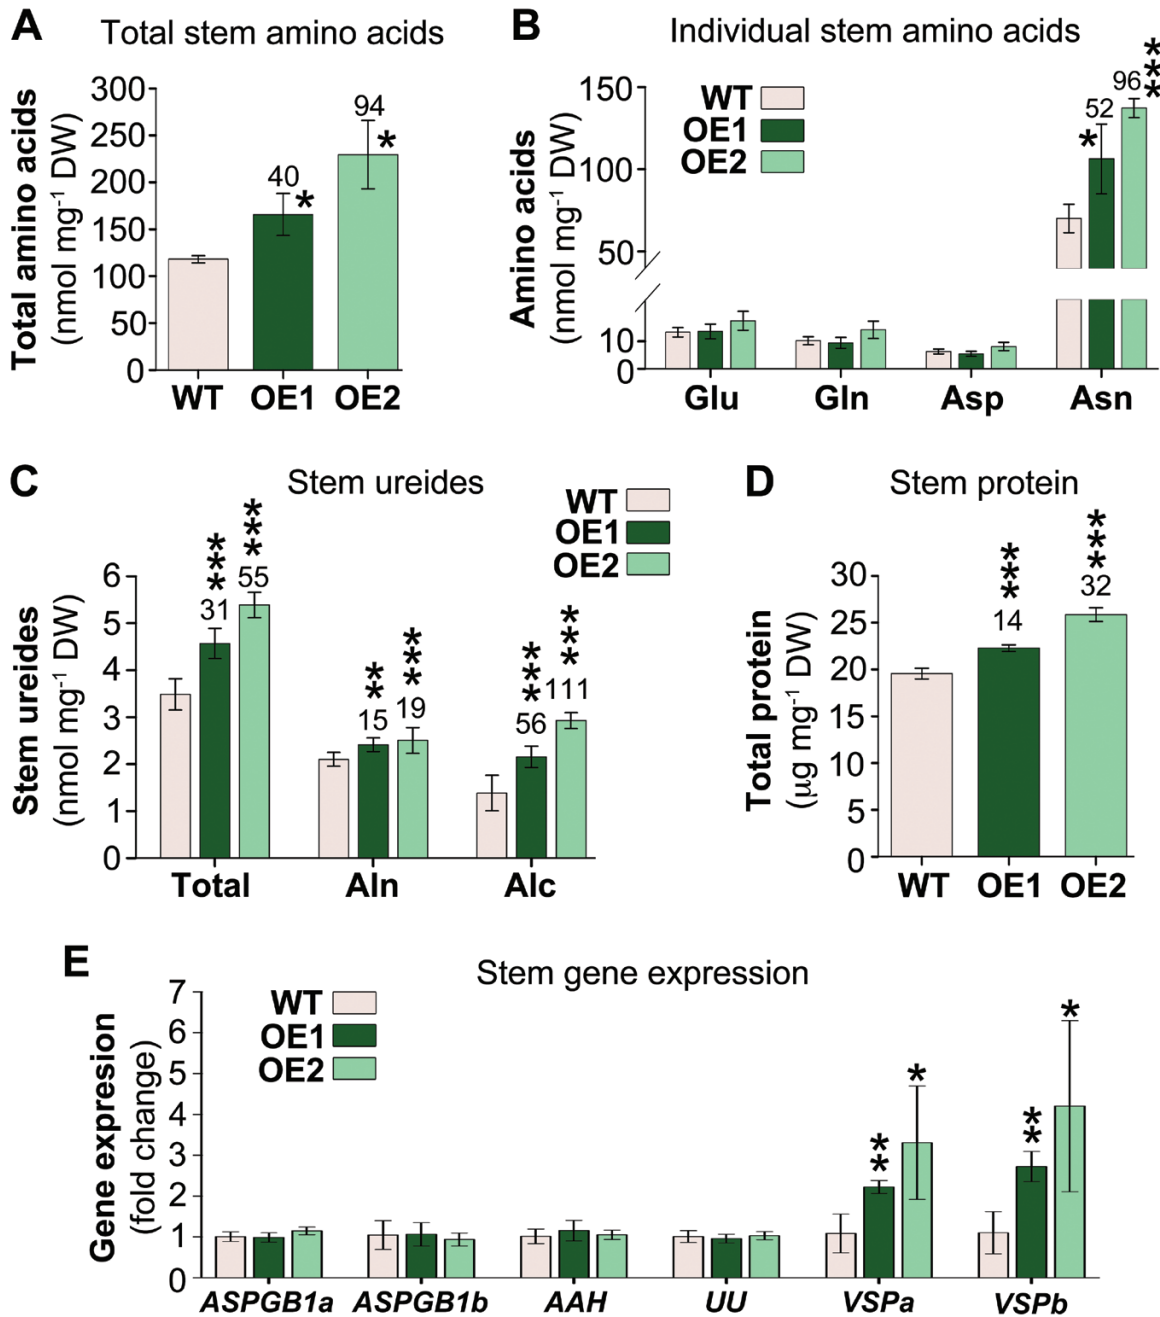 A Total stem amino acids
Total amino acids
(nmol mg-1 DW)
300
250
200
150
100
50
0
40
*
94
*
WT OE1 OE2
B Individual stem amino acids
Amino acids
(nmol mg-1 DW)
150
100
50
10
0
WT
OE1
OE2
*
52
96
***
Glu Gln Asp Asn
C Stem ureides
Stem ureides
(nmol mg-1 DW)
6
5
4
3
2
1
0
WT
OE1
OE2
***
31
***
55
**
15
***
19
***
56
***
111
Total Aln Alc
D Stem protein
Total protein
(µg mg-1 DW)
30
25
20
15
10
5
0
***
14
***
32
WT OE1 OE2
E Stem gene expression
Gene expresion
(fold change)
7
6
5
4
3
2
1
0
WT
OE1
OE2
**
*
**
*
ASPGB1a ASPGB1b AAH UU VSPa VSPb